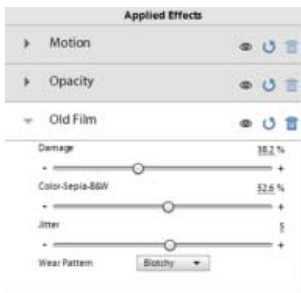 Applied Effects
Motion
Opacity
Old Film
Damage 38.2 %
- +
Color-Sepia-B&W 52.6 %
- +
Jitter 5
- +
Wear Pattern Blotchy